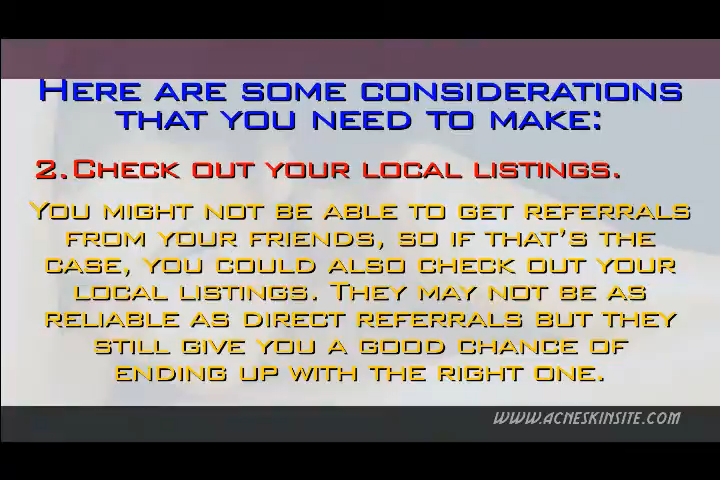 Here are some considerations
that you need to make:
2. Check out your local listings.
You might not be able to get referrals
from your friends, so if that's the
case, you could also check out your
local listings. They may not be as
reliable as direct referrals but they
still give you a good chance of
ending up with the right one.
www.acneskinsite.com